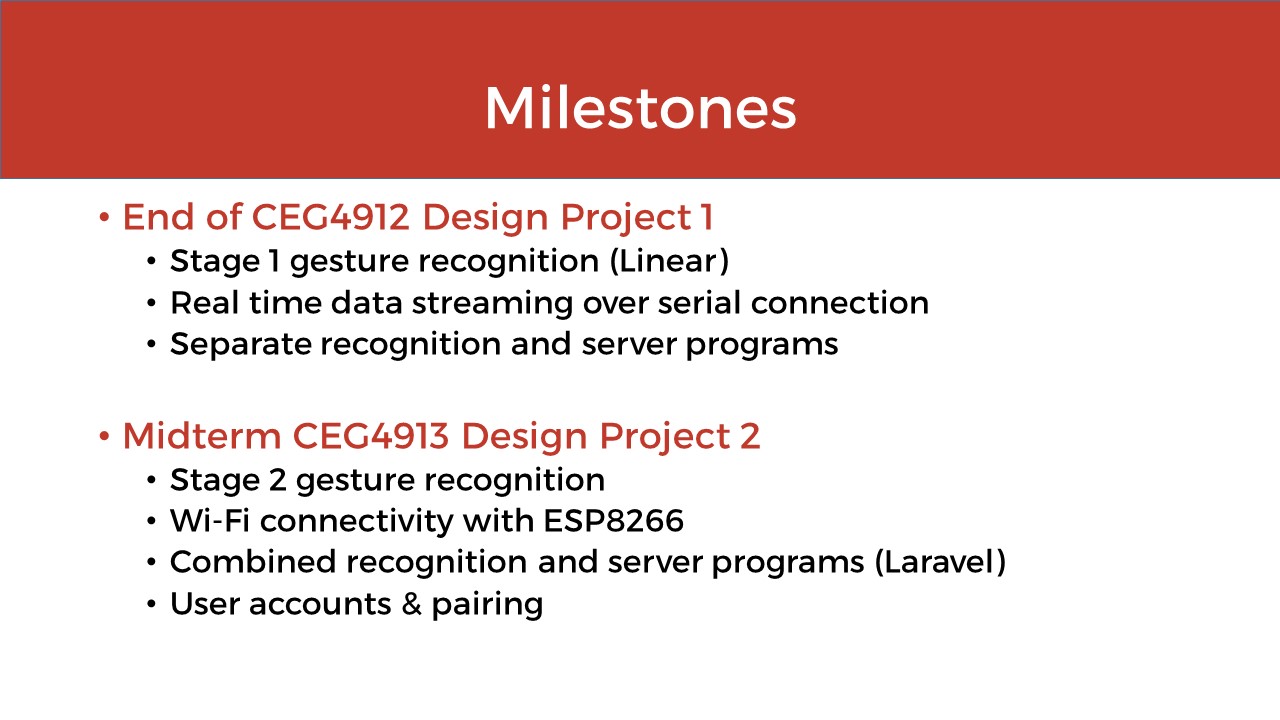 Milestones
• End of CEG4912 Design Project 1
• Stage 1 gesture recognition (Linear)
• Real time data streaming over serial connection
• Separate recognition and server programs
• Midterm CEG4913 Design Project 2
• Stage 2 gesture recognition
• Wi-Fi connectivity with ESP8266
• Combined recognition and server programs (Laravel)
• User accounts & pairing